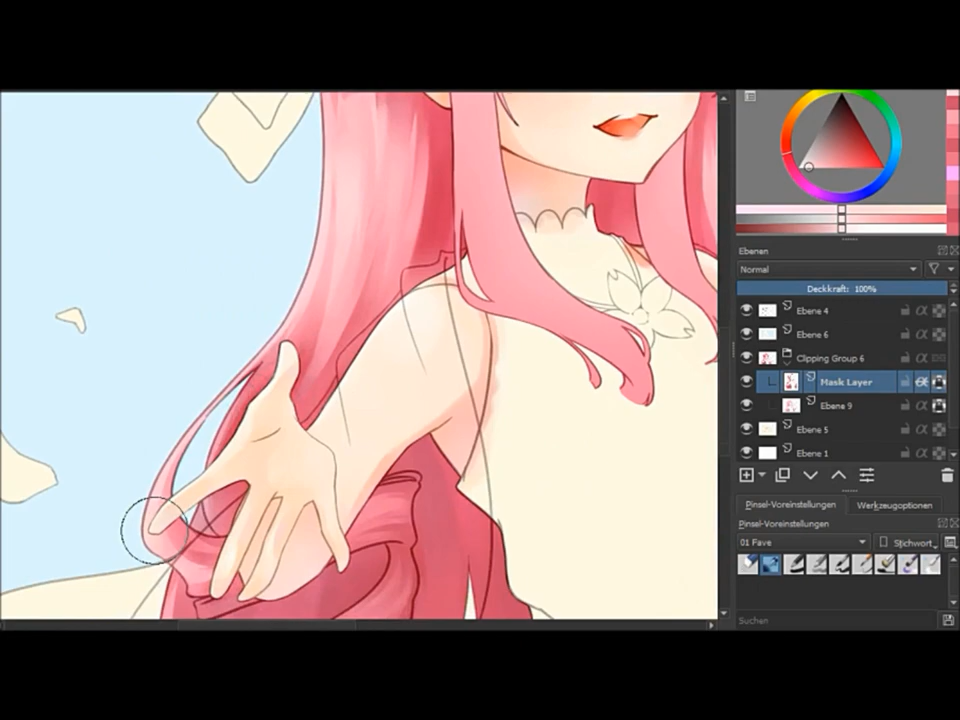 Ebenen
Normal
Deckkraft: 100%
Ebene 4
Ebene 6
Clipping Group 6
Mask Layer
Ebene 9
Ebene 5
Ebene 1
Pinsel-Voreinstellungen Werkzeugoptionen
Pinsel-Voreinstellungen
01 Fave Stichwort
Suchen